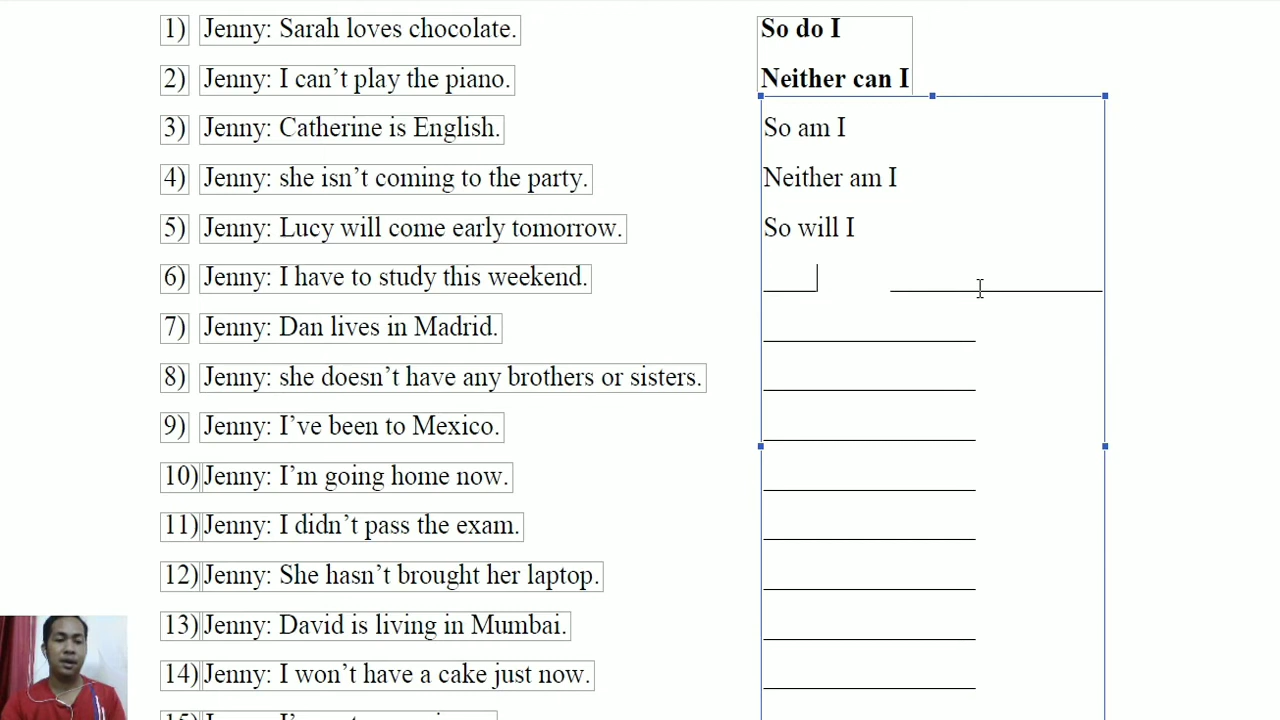 1) Jenny: Sarah loves chocolate. So do I
2) Jenny: I can’t play the piano. Neither can I
3) Jenny: Catherine is English. So am I
4) Jenny: she isn’t coming to the party. Neither am I
5) Jenny: Lucy will come early tomorrow. So will I
6) Jenny: I have to study this weekend.
7) Jenny: Dan lives in Madrid.
8) Jenny: she doesn’t have any brothers or sisters.
9) Jenny: I’ve been to Mexico.
10) Jenny: I’m going home now.
11) Jenny: I didn’t pass the exam.
12) Jenny: She hasn’t brought her laptop.
13) Jenny: David is living in Mumbai.
14) Jenny: I won’t have a cake just now.
15) Jenny: